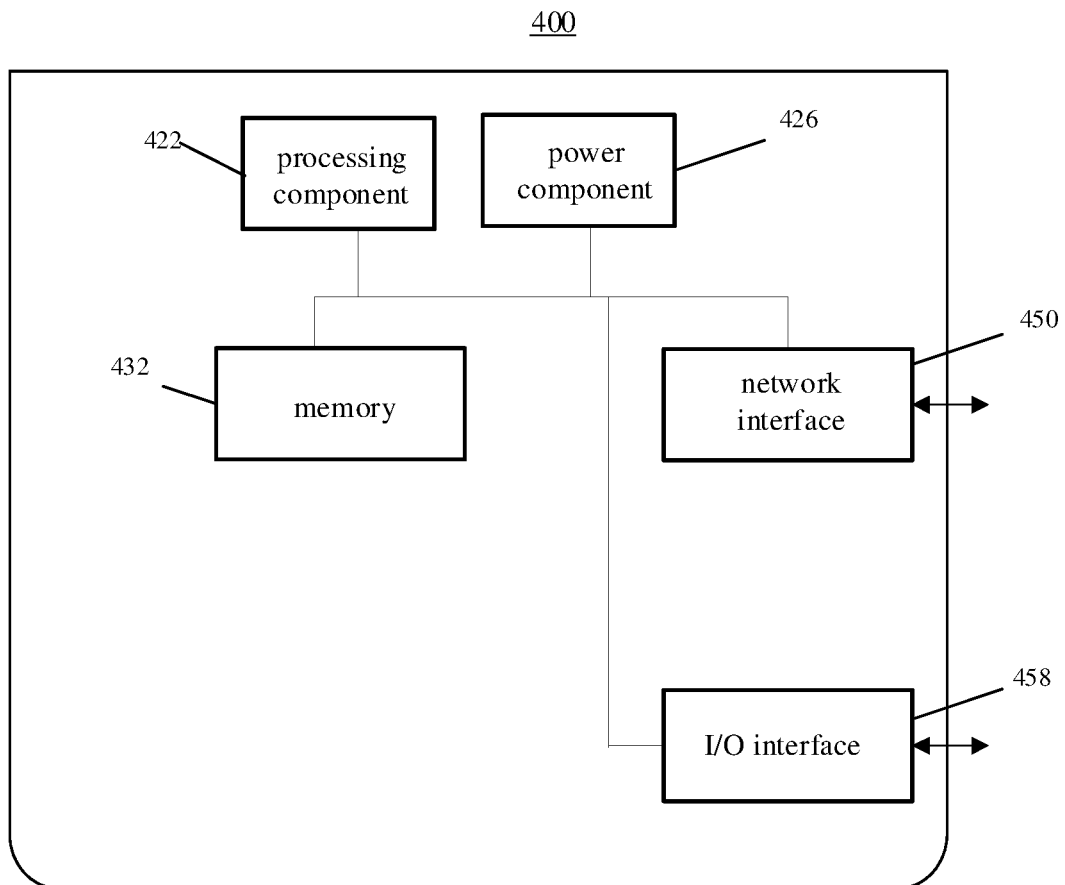 400
422
processing
component
power
component
426
432
memory
network
interface
450
I/O interface
458